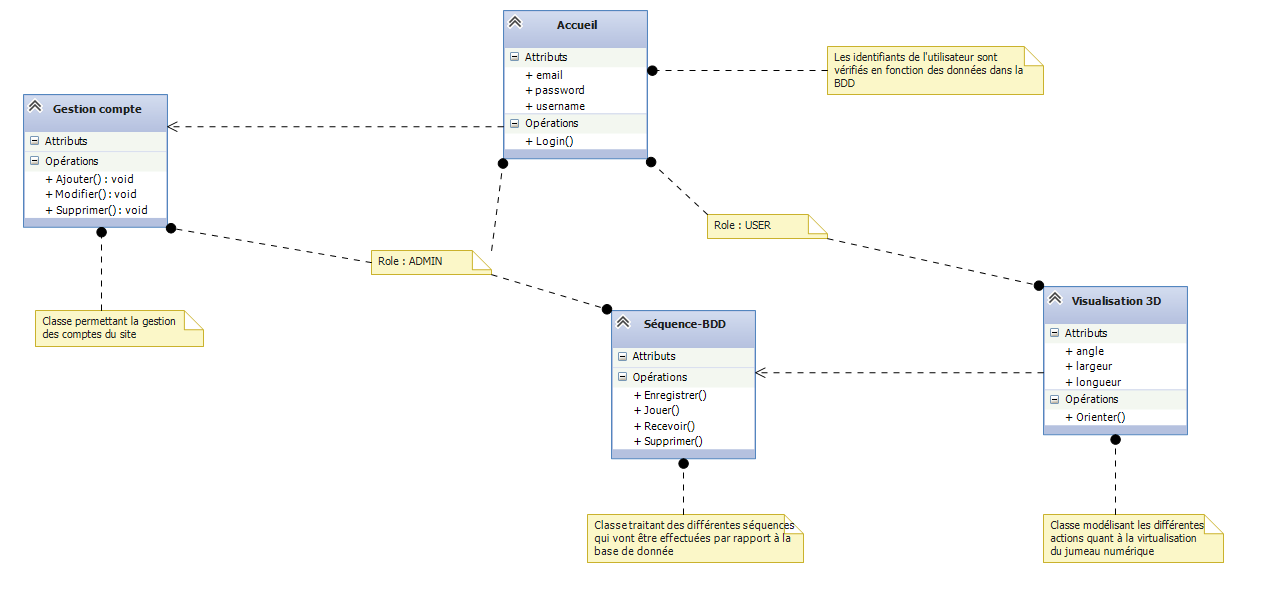 Accueil
Attributs
+ email
+ password
+ username
Opérations
+ Login()
Les identifiants de l'utilisateur sont
vérifiés en fonction des données dans la
BDD
Gestion compte
Attributs
Opérations
+ Ajouter() : void
+ Modifier() : void
+ Supprimer() : void
Role : USER
Role : ADMIN
Classe permettant la gestion
des comptes du site
Séquence-BDD
Attributs
Opérations
+ Enregistrer()
+ Jouer()
+ Recevoir()
+ Supprimer()
Visualisation 3D
Attributs
+ angle
+ largeur
+ longueur
Opérations
+ Orienter()
Classe traitant des différentes séquences
qui vont être effectuées par rapport à la
base de donnée
Classe modélisant les différentes
actions quant à la virtualisation
du jumeau numérique